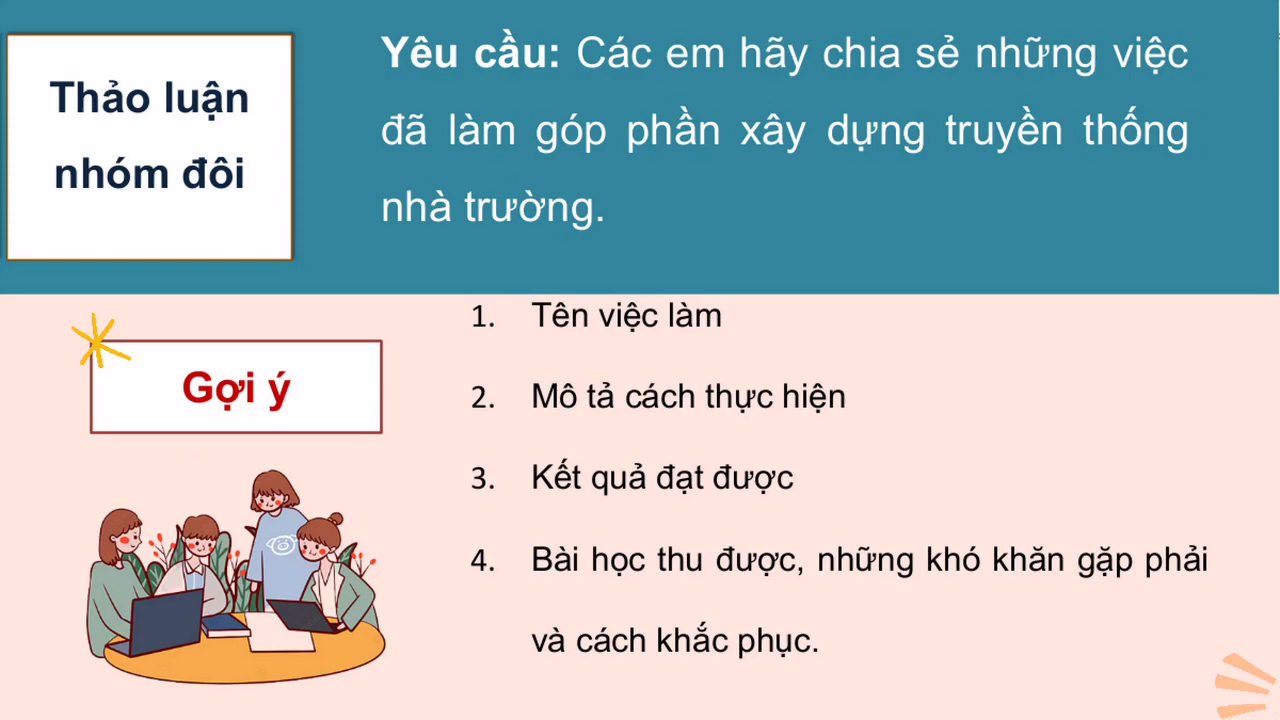 Thảo luận
nhóm đôi
Yêu cầu: Các em hãy chia sẻ những việc
đã làm góp phần xây dựng truyền thống
nhà trường.
Gợi ý
1. Tên việc làm
2. Mô tả cách thực hiện
3. Kết quả đạt được
4. Bài học thu được, những khó khăn gặp phải
và cách khắc phục.